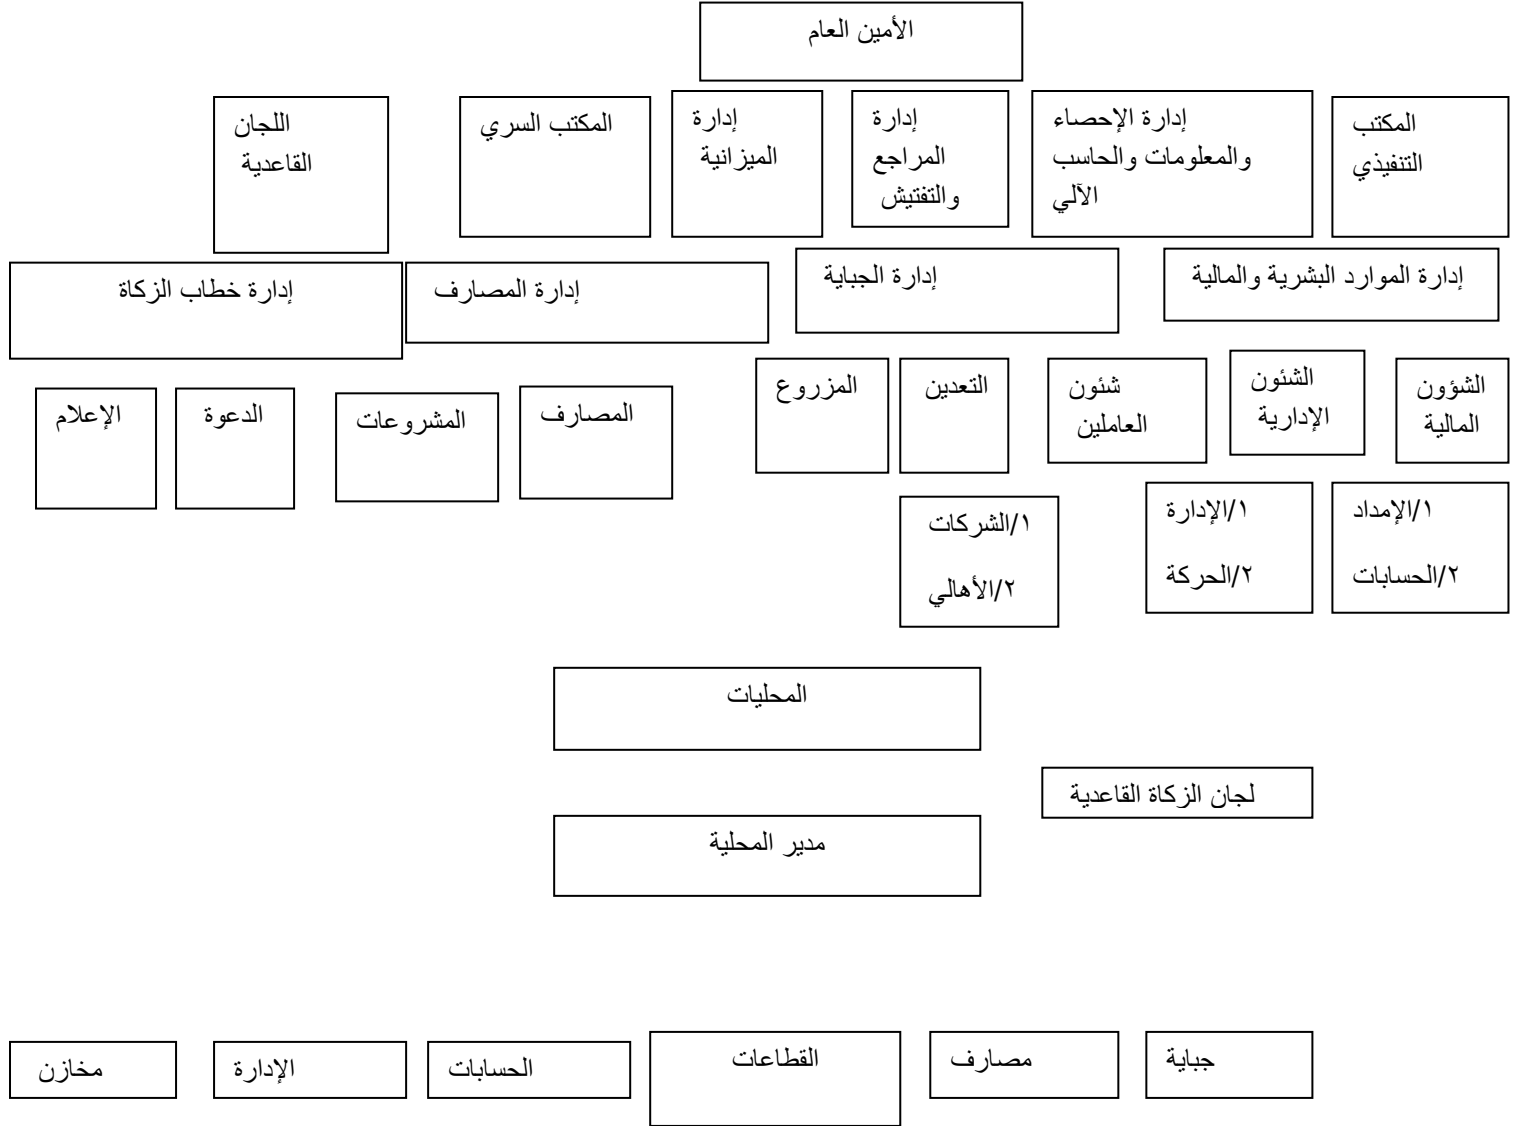 الأمين العام
المكتب
التنفيذي
إدارة الإحصاء
والمعلومات والحاسب
الآلي
إدارة
المراجع
والتفتيش
إدارة
الميزانية
المكتب السري
اللجان
القاعدية
إدارة الموارد البشرية والمالية
إدارة الجباية
إدارة المصارف
إدارة خطاب الزكاة
الشؤون
المالية
الشئون
الإدارية
شئون
العاملين
التعدين
المزروع
المصارف
المشروعات
الدعوة
الإعلام
١/الإمداد
٢/الحسابات
١/الإدارة
٢/الحركة
١/الشركات
٢/الأهالي
المحليات
لجان الزكاة القاعدية
مدير المحلية
جباية
مصارف
القطاعات
الحسابات
الإدارة
مخازن